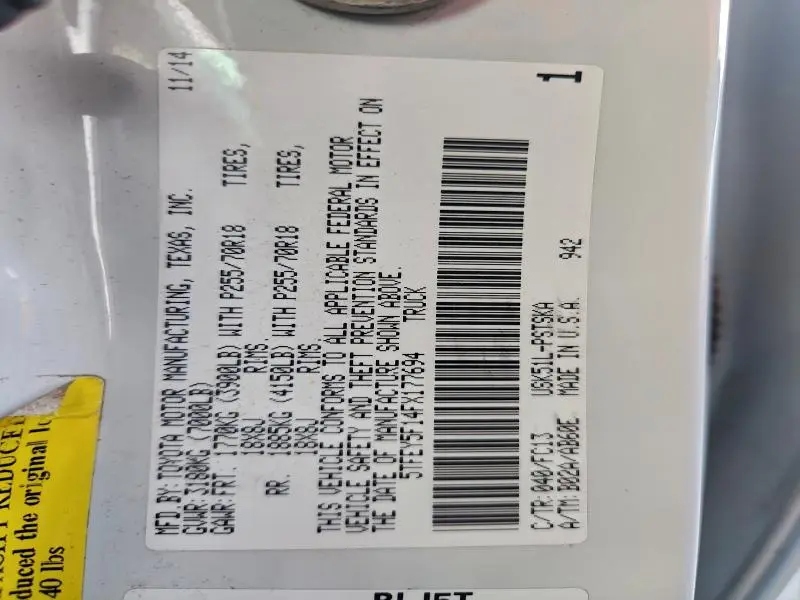 MFD.BY: TOYOTA MOTOR MANUFACTURING, TEXAS, INC. 11/14
GVWR: 3180KG (7000LB)
GAWR: FRT. 1770KG (3900LB) WITH P255/70R18 TIRES,
18X8J RIMS.
RR. 1885KG (4150LB) WITH P255/70R18 TIRES,
18X8J RIMS.
THIS VEHICLE CONFORMS TO ALL APPLICABLE FEDERAL MOTOR
VEHICLE SAFETY AND THEFT PREVENTION STANDARDS IN EFFECT ON
THE DATE OF MANUFACTURE SHOWN ABOVE.
5TFEY5F14FX177694 TRUCK
C/TR: 040/FC13 USK51L-PSTSKA
A/TM: B02A/AB60E MADE IN U.S.A. 942
1
REDUCE
duced the original
40 lbs